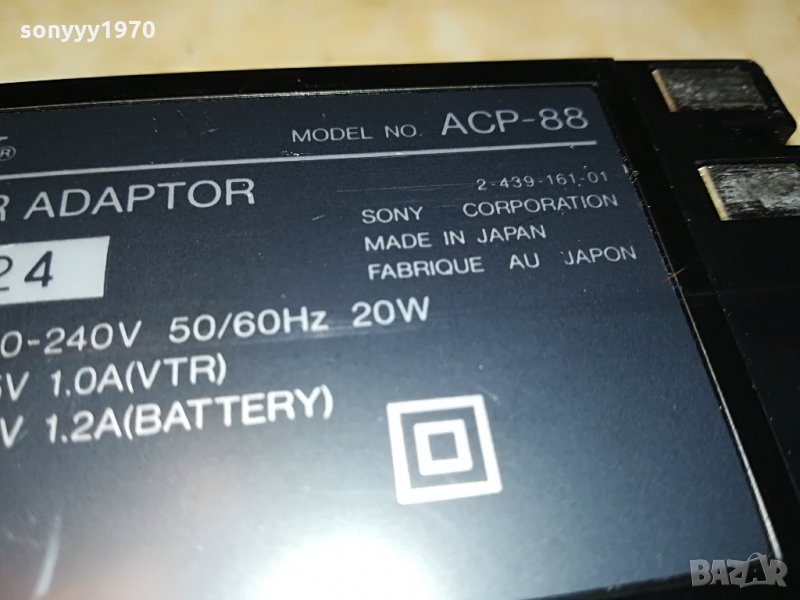 sonyyy1970
MODEL NO. ACP-88
R ADAPTOR
2-439-161-01
SONY CORPORATION
MADE IN JAPAN
FABRIQUE AU JAPON
24
0-240V 50/60Hz 20W
V 1.0A(VTR)
V 1.2A(BATTERY)
BAZAR